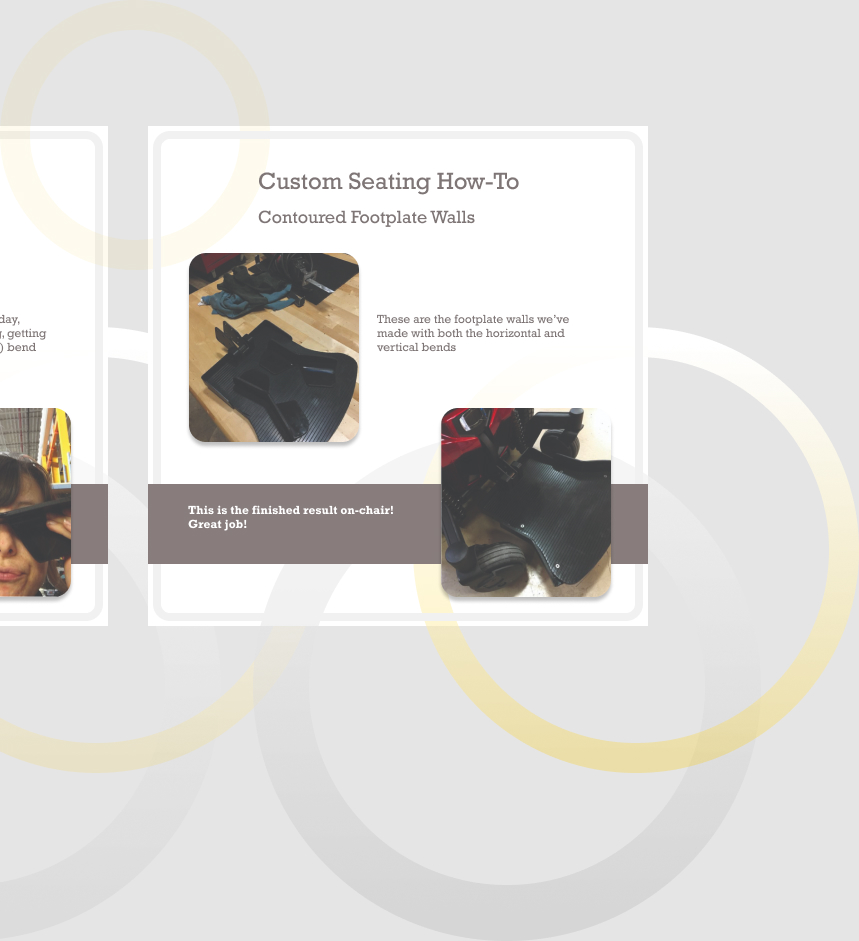 Custom Seating How-To
Contoured Footplate Walls
day,
, getting
) bend
These are the footplate walls we’ve
made with both the horizontal and
vertical bends
This is the finished result on-chair!
Great job!